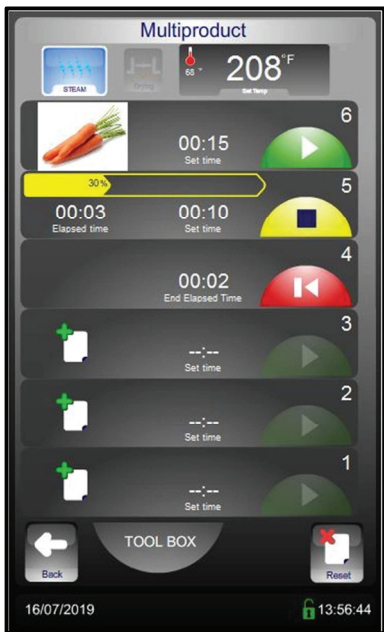 Multiproduct
STEAM
68 °
208°F
Set Temp
6
00:15
Set time
30%
5
00:03
00:10
Elapsed time
Set time
4
00:02
End Elapsed Time
3
--:--
Set time
2
--:--
Set time
1
--:--
Set time
TOOL BOX
Back
Reset
16/07/2019
13:56:44